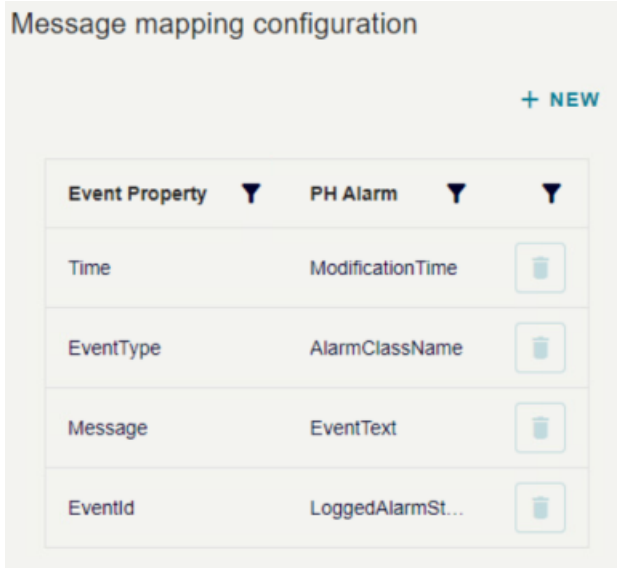 Message mapping configuration
+ NEW
Event Property PH Alarm
Time ModificationTime
EventType AlarmClassName
Message EventText
EventId LoggedAlarmSt...